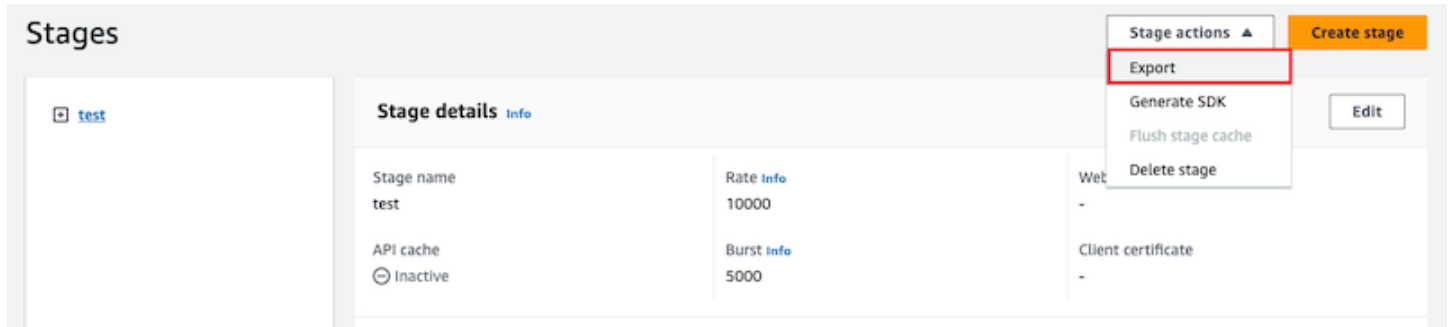 Stages
Stage actions
Create stage
Export
Generate SDK
Flush stage cache
Delete stage
test
Stage details Info
Edit
Stage name
test
Rate Info
10000
Web
-
API cache
Inactive
Burst Info
5000
Client certificate
-